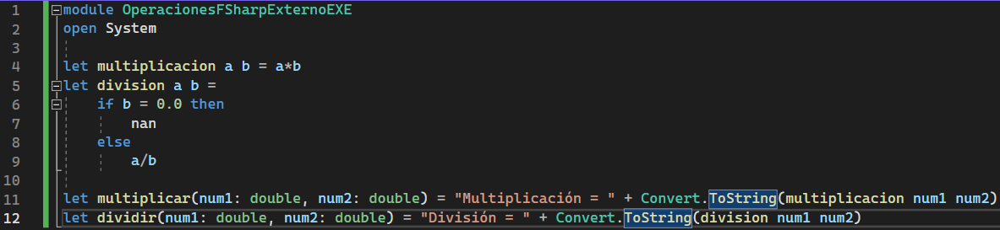 1 module OperacionesFSharpExternoEXE
2 open System
3
4 let multiplicacion a b = a*b
5 let division a b =
6     if b = 0.0 then
7         nan
8     else
9         a/b
10
11 let multiplicar(num1: double, num2: double) = "Multiplicación = " + Convert.ToString(multiplicacion num1 num2)
12 let dividir(num1: double, num2: double) = "División = " + Convert.ToString(division num1 num2)